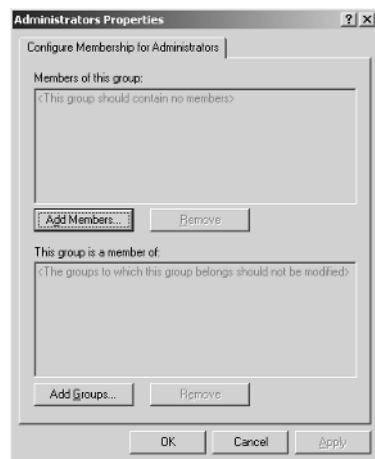 Administrators Properties
Configure Membership for Administrators
Members of this group:
<This group should contain no members>
Add Members...
Remove
This group is a member of:
<The groups to which this group belongs should not be modified>
Add Groups...
Remove
OK
Cancel
Apply